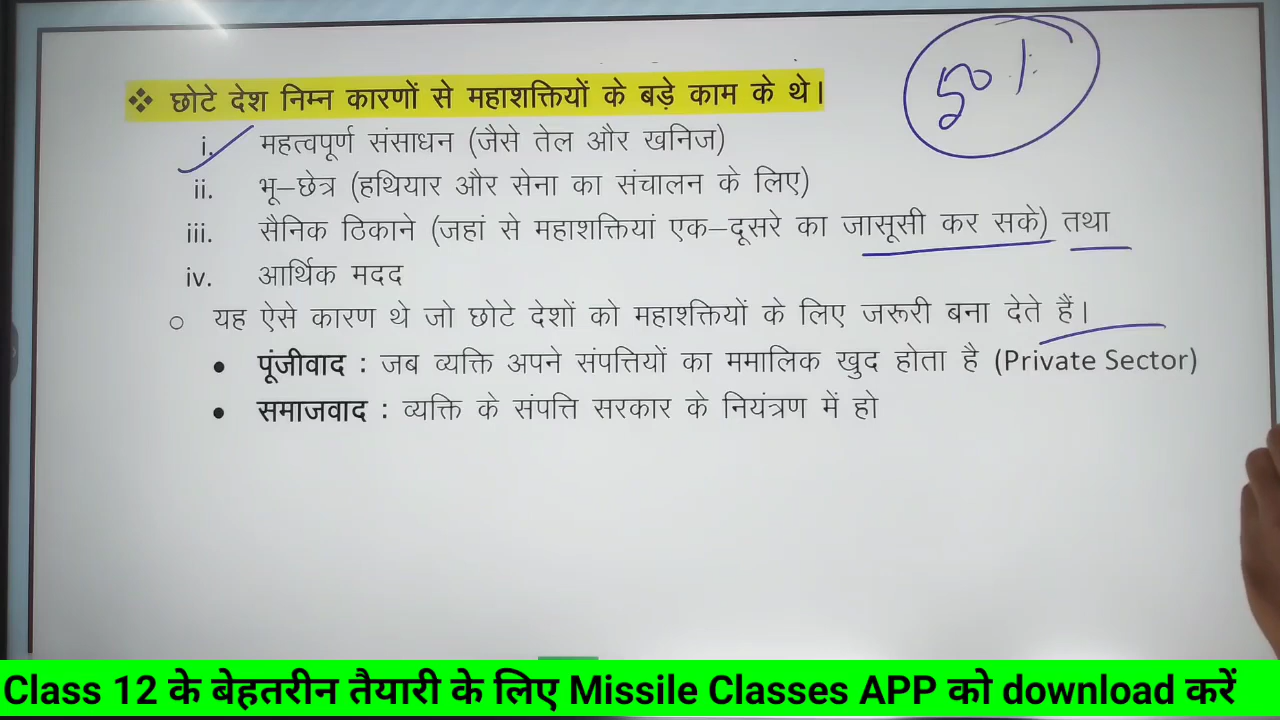 50%
❖ छोटे देश निम्न कारणों से महाशक्तियों के बड़े काम के थे।
i. महत्वपूर्ण संसाधन (जैसे तेल और खनिज)
ii. भू–छेत्र (हथियार और सेना का संचालन के लिए)
iii. सैनिक ठिकाने (जहां से महाशक्तियां एक–दूसरे का जासूसी कर सके) तथा
iv. आर्थिक मदद
○ यह ऐसे कारण थे जो छोटे देशों को महाशक्तियों के लिए जरूरी बना देते हैं।
• पूंजीवाद : जब व्यक्ति अपने संपत्तियों का ममालिक खुद होता है (Private Sector)
• समाजवाद : व्यक्ति के संपत्ति सरकार के नियंत्रण में हो
Class 12 के बेहतरीन तैयारी के लिए Missile Classes APP को download करें